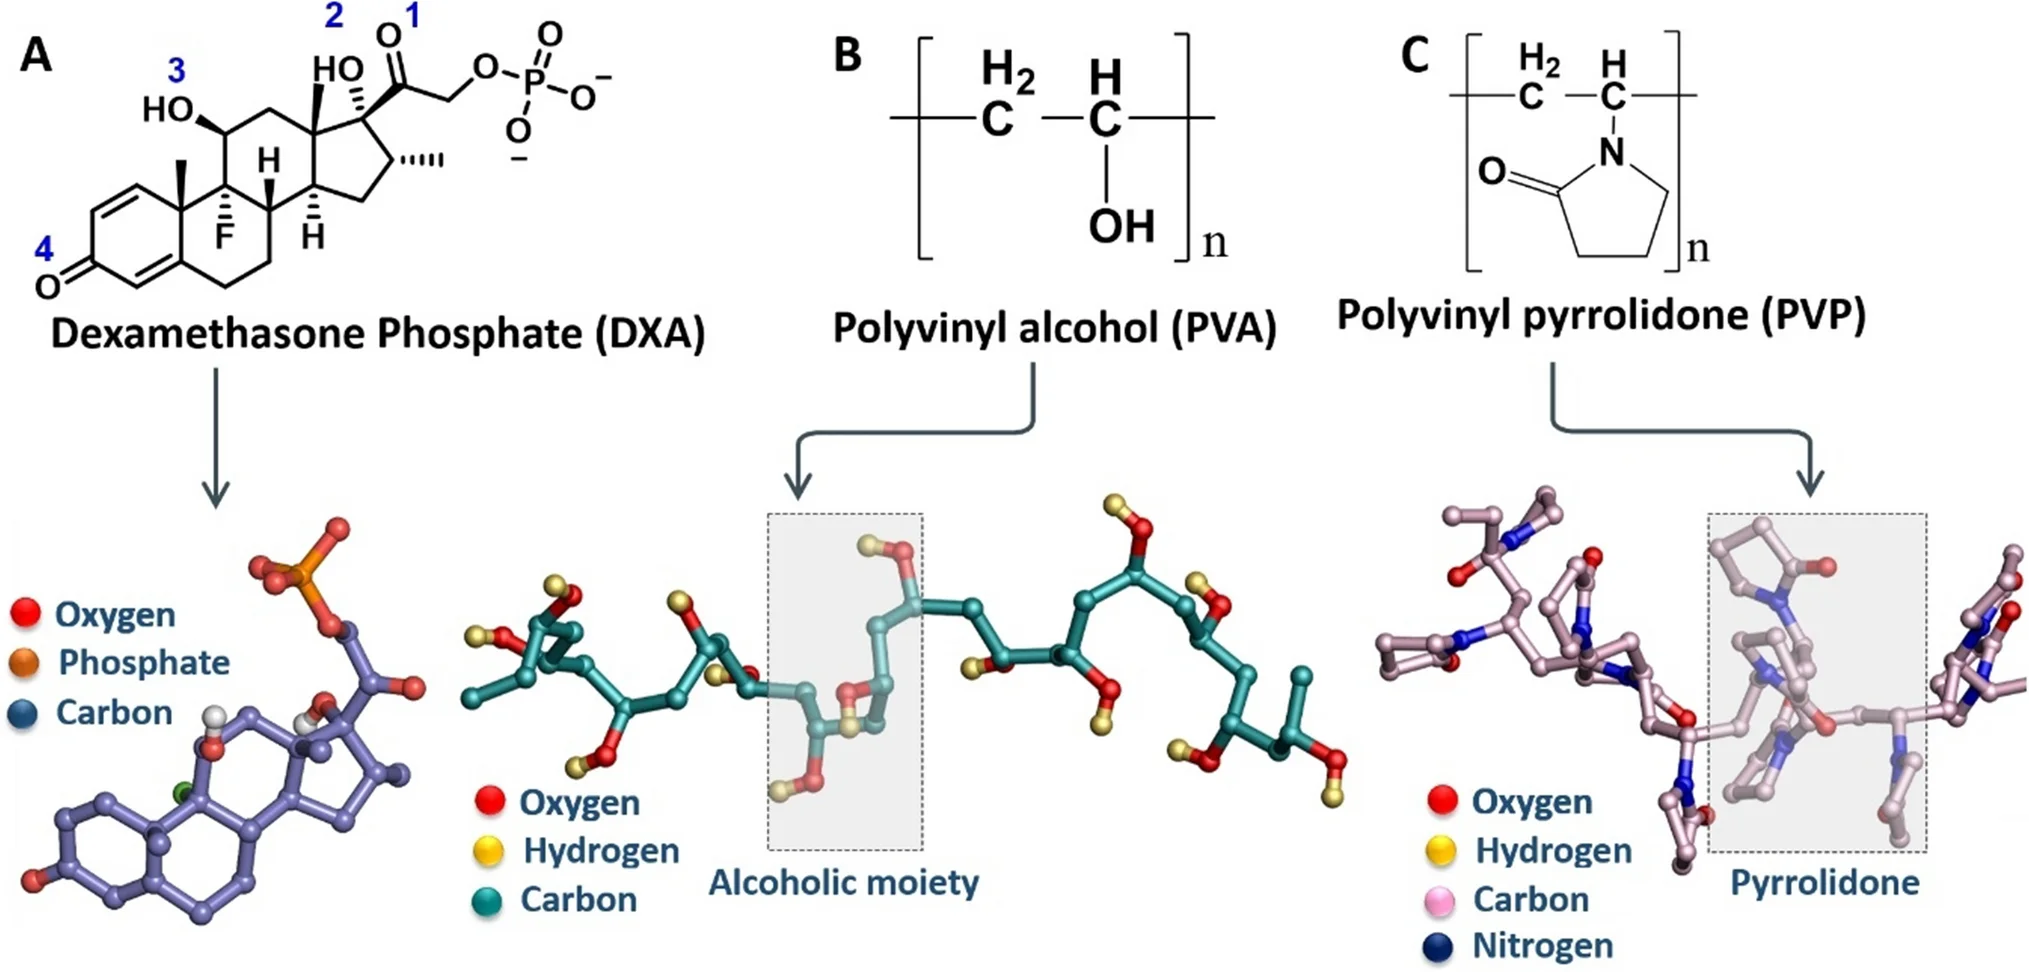 A
1
2
3
4
O
HO
HO
O
P
O
O⁻
O
−
H
F
H
O
Dexamethasone Phosphate (DXA)
B
H₂
C
H
C
OH
n
Polyvinyl alcohol (PVA)
C
H₂
C
H
C
N
O
n
Polyvinyl pyrrolidone (PVP)
Oxygen
Phosphate
Carbon
Oxygen
Hydrogen
Carbon
Alcoholic moiety
Oxygen
Hydrogen
Carbon
Nitrogen
Pyrrolidone